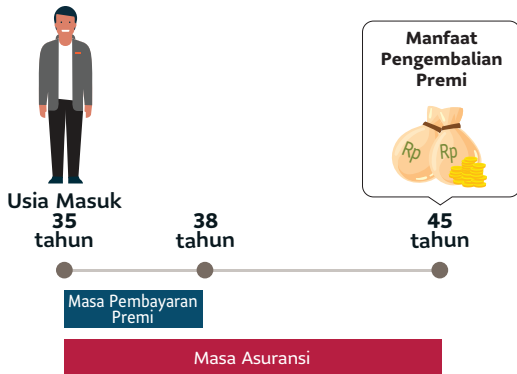 Manfaat
Pengembalian
Premi
Rp
Rp
Usia Masuk
35
tahun
38
tahun
45
tahun
Masa Pembayaran
Premi
Masa Asuransi